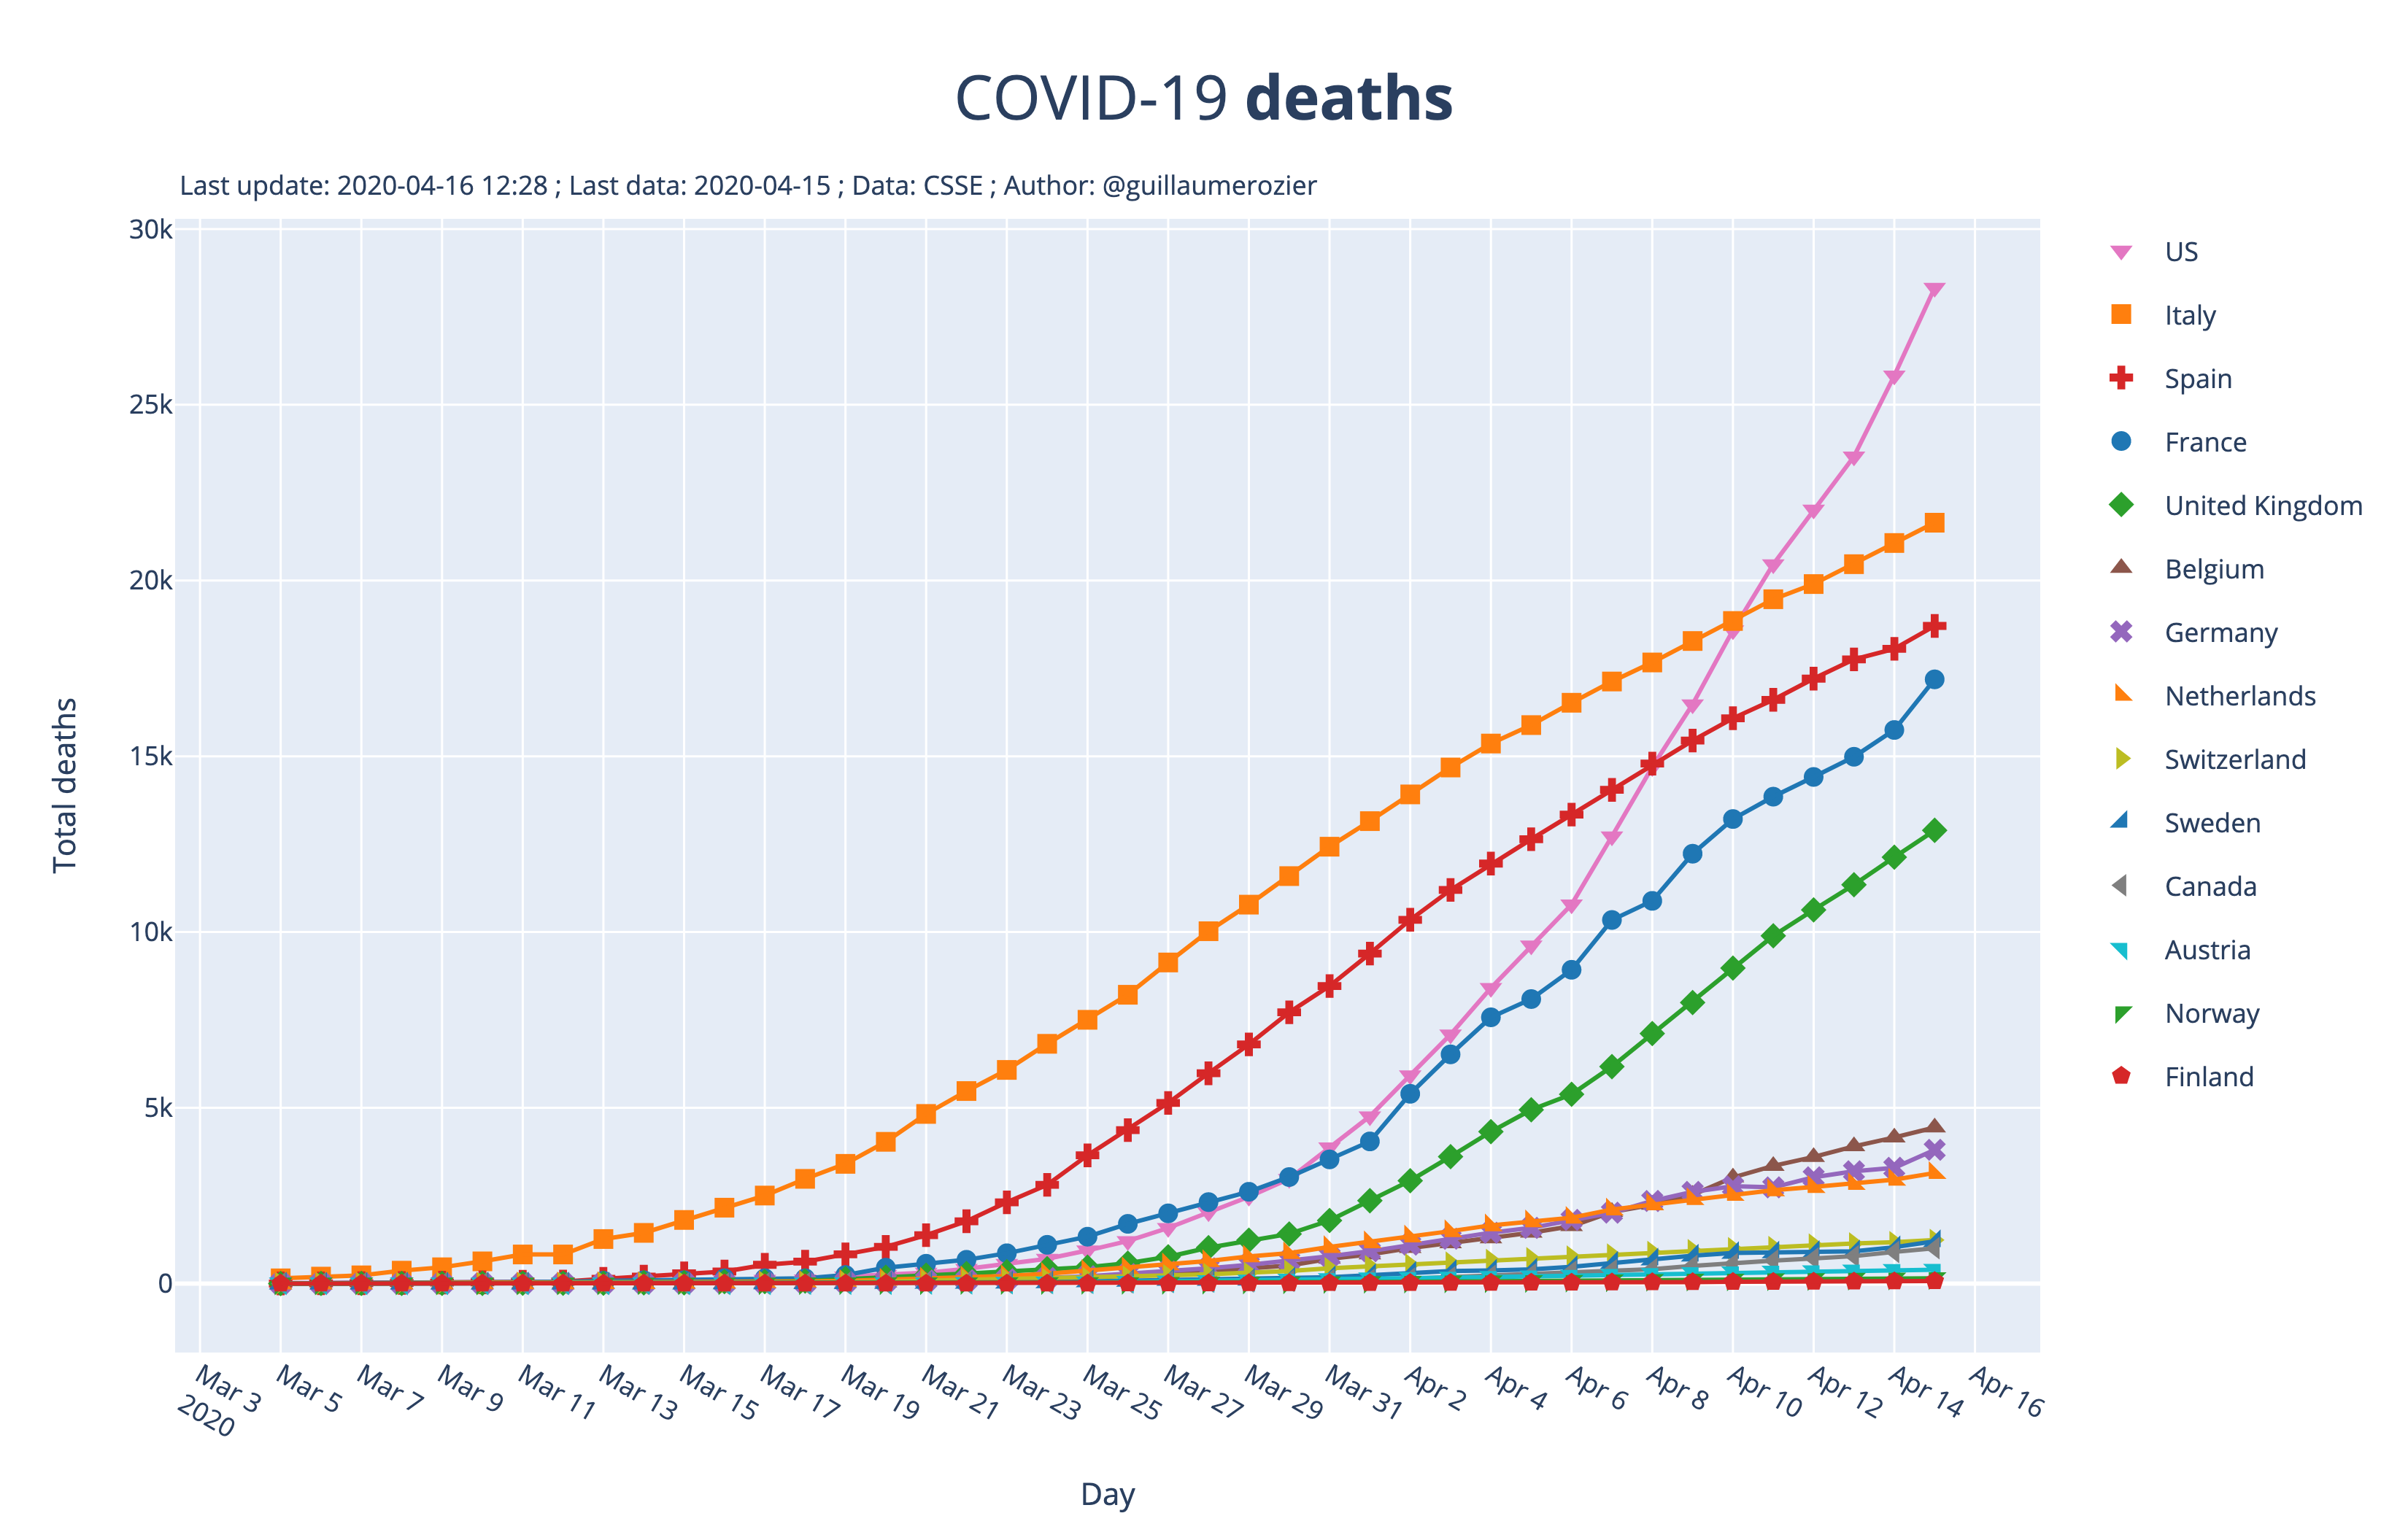 COVID-19 deaths
Last update: 2020-04-16 12:28 ; Last data: 2020-04-15 ; Data: CSSE ; Author: @guillaumerozier
30k
25k
20k
15k
10k
5k
0
Total deaths
Mar 3
2020
Mar 5
Mar 7
Mar 9
Mar 11
Mar 13
Mar 15
Mar 17
Mar 19
Mar 21
Mar 23
Mar 25
Mar 27
Mar 29
Mar 31
Apr 2
Apr 4
Apr 6
Apr 8
Apr 10
Apr 12
Apr 14
Apr 16
Day
US
Italy
Spain
France
United Kingdom
Belgium
Germany
Netherlands
Switzerland
Sweden
Canada
Austria
Norway
Finland